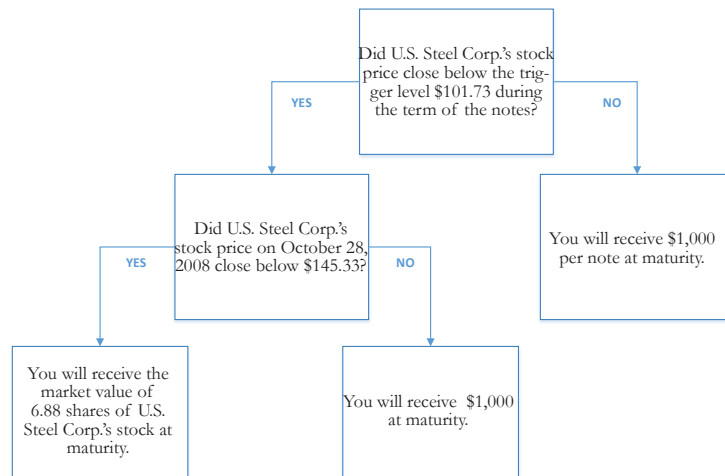 Did U.S. Steel Corp.'s stock
price close below the trig-
ger level $101.73 during
the term of the notes?
YES
NO
Did U.S. Steel Corp.'s
stock price on October 28,
2008 close below $145.33?
You will receive $1,000
per note at maturity.
YES
NO
You will receive the
market value of
6.88 shares of U.S.
Steel Corp.'s stock at
maturity.
You will receive $1,000
at maturity.